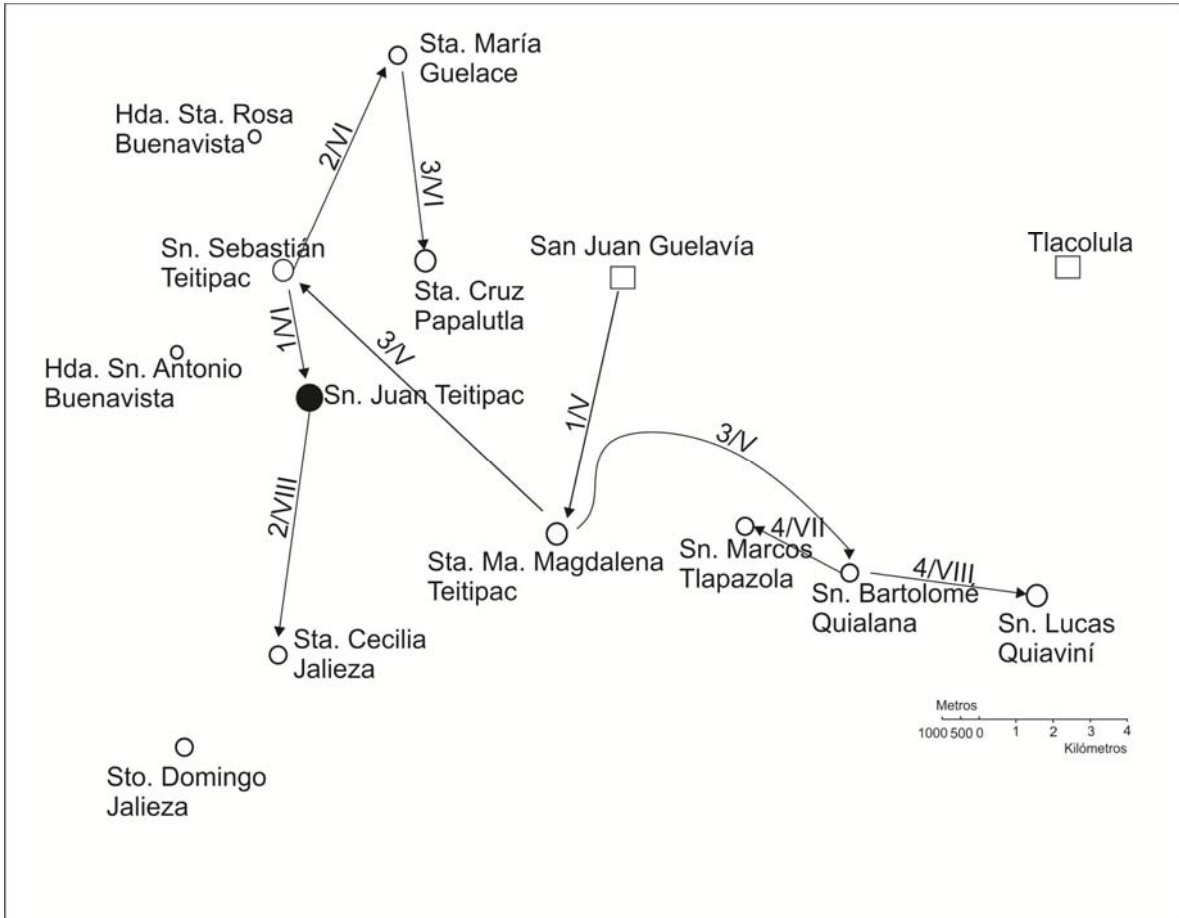 Sta. María
Guelace
Hda. Sta. Rosa
Buenavista
2/VI
3/VI
Sn. Sebastián
Teitipac
San Juan Guelavía
Tlacolula
Sta. Cruz
Papalutla
1/VI
3/V
Hda. Sn. Antonio
Buenavista
Sn. Juan Teitipac
1/V
3/V
2/VIII
Sta. Ma. Magdalena
Teitipac
Sn. Marcos
Tlapazola
4/VII
4/VIII
Sn. Bartolomé
Quialana
Sn. Lucas
Quiaviní
Sta. Cecilia
Jalieza
Metros
1000 500 0 1 2 3 4
Kilómetros
Sto. Domingo
Jalieza